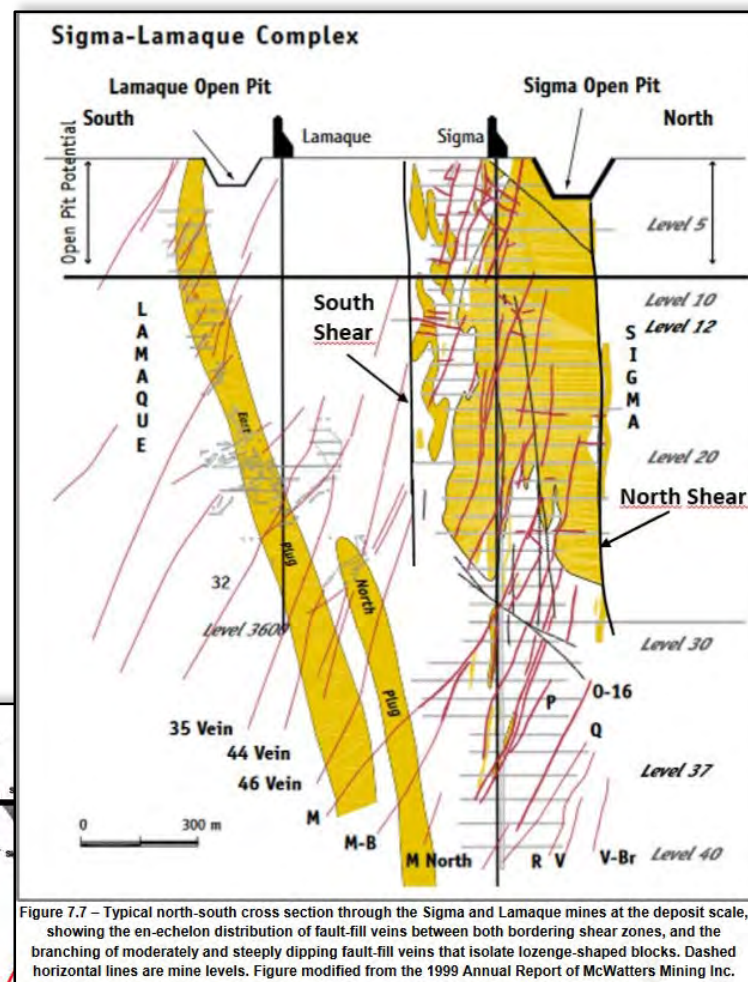 Sigma-Lamaque Complex
Lamaque Open Pit
Sigma Open Pit
South
Lamaque
Sigma
North
Open Pit Potential
Level 5
Level 10
Level 12
LAMAQUE
South
Shear
SIGMA
Level 20
East
Plug
North Shear
32
North
Plug
Level 3600
Level 30
P
O-16
Q
35 Vein
44 Vein
46 Vein
Level 37
M
M-B
M North
R V
V-Br
Level 40
0
300 m
Figure 7.7 – Typical north-south cross section through the Sigma and Lamaque mines at the deposit scale,
showing the en-echelon distribution of fault-fill veins between both bordering shear zones, and the
branching of moderately and steeply dipping fault-fill veins that isolate lozenge-shaped blocks. Dashed
horizontal lines are mine levels. Figure modified from the 1999 Annual Report of McWatters Mining Inc.